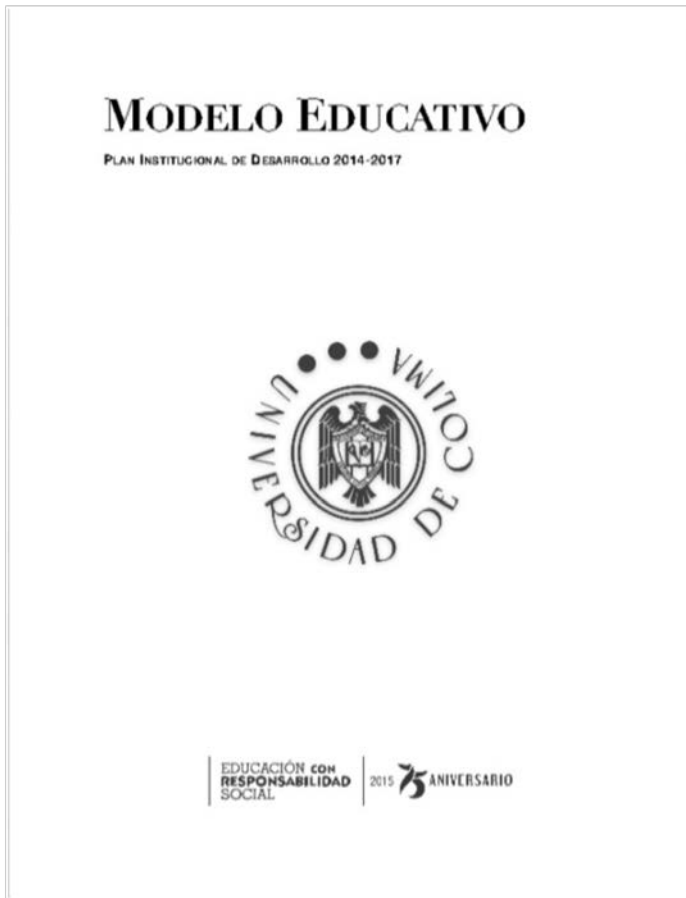 MODELO EDUCATIVO
PLAN INSTITUCIONAL DE DESARROLLO 2014-2017
UNIVERSIDAD DE COLIMA
EDUCACIÓN CON
RESPONSABILIDAD
SOCIAL
2015 75 ANIVERSARIO